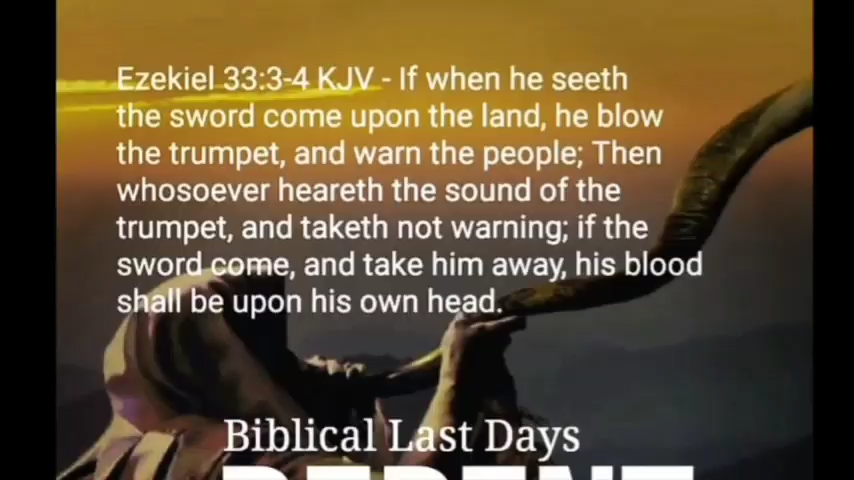 Ezekiel 33:3-4 KJV - If when he seeth
the sword come upon the land, he blow
the trumpet, and warn the people; Then
whosoever heareth the sound of the
trumpet, and taketh not warning; if the
sword come, and take him away, his blood
shall be upon his own head.
Biblical Last Days
REPENT